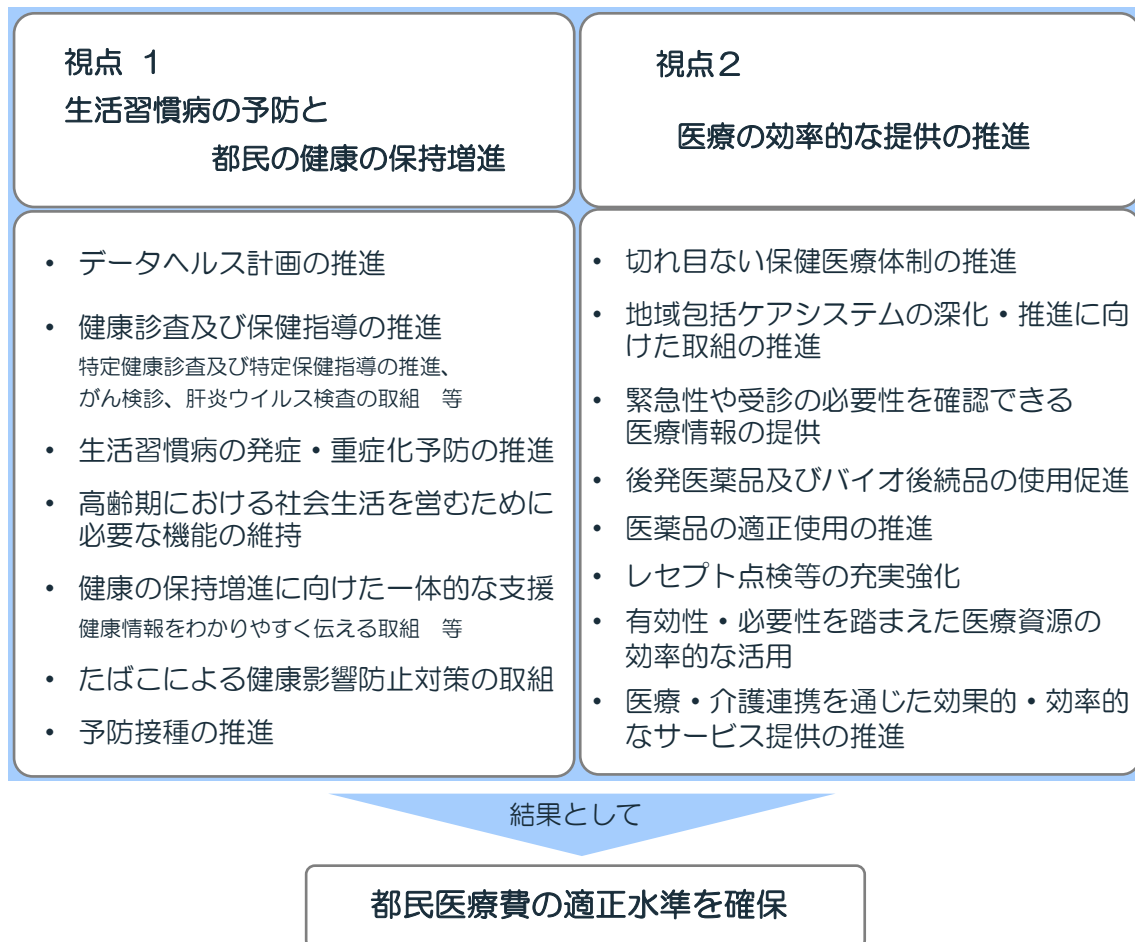 視点 1
生活習慣病の予防と
都民の健康の保持増進
• データヘルス計画の推進
• 健康診査及び保健指導の推進
特定健康診査及び特定保健指導の推進、
がん検診、肝炎ウイルス検査の取組 等
• 生活習慣病の発症・重症化予防の推進
• 高齢期における社会生活を営むために
必要な機能の維持
• 健康の保持増進に向けた一体的な支援
健康情報をわかりやすく伝える取組 等
• たばこによる健康影響防止対策の取組
• 予防接種の推進
視点2
医療の効率的な提供の推進
• 切れ目ない保健医療体制の推進
• 地域包括ケアシステムの深化・推進に向
けた取組の推進
• 緊急性や受診の必要性を確認できる
医療情報の提供
• 後発医薬品及びバイオ後続品の使用促進
• 医薬品の適正使用の推進
• レセプト点検等の充実強化
• 有効性・必要性を踏まえた医療資源の
効率的な活用
• 医療・介護連携を通じた効果的・効率的
なサービス提供の推進
結果として
都民医療費の適正水準を確保